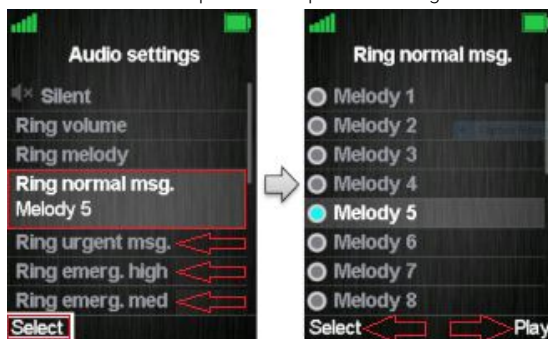 Audio settings
Silent
Ring volume
Ring melody
Ring normal msg.
Melody 5
Ring urgent msg.
Ring emerg. high
Ring emerg. med
Select
Ring normal msg.
Melody 1
Melody 2
Melody 3
Melody 4
Melody 5
Melody 6
Melody 7
Melody 8
Select Play